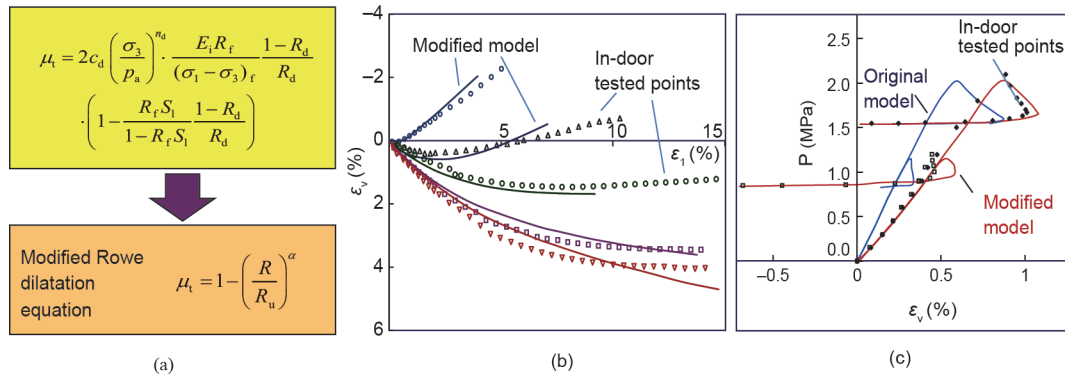 μt = 2cd (σ3/pa)^nd · EiRf/(σ1 − σ3)f · (1 − Rd)/Rd
· (1 − RfSl/(1 − RfSl) · (1 − Rd)/Rd)
Modified Rowe
dilatation
equation
μt = 1 − (R/Ru)^α
(a)
−4
−2
0
2
4
6
εv (%)
5
10
15
ε1 (%)
Modified model
In-door
tested points
(b)
P (MPa)
2.5
2.0
1.5
1.0
0.5
0.0
−0.5
0
0.5
1
εv (%)
In-door
tested points
Original
model
Modified
model
(c)